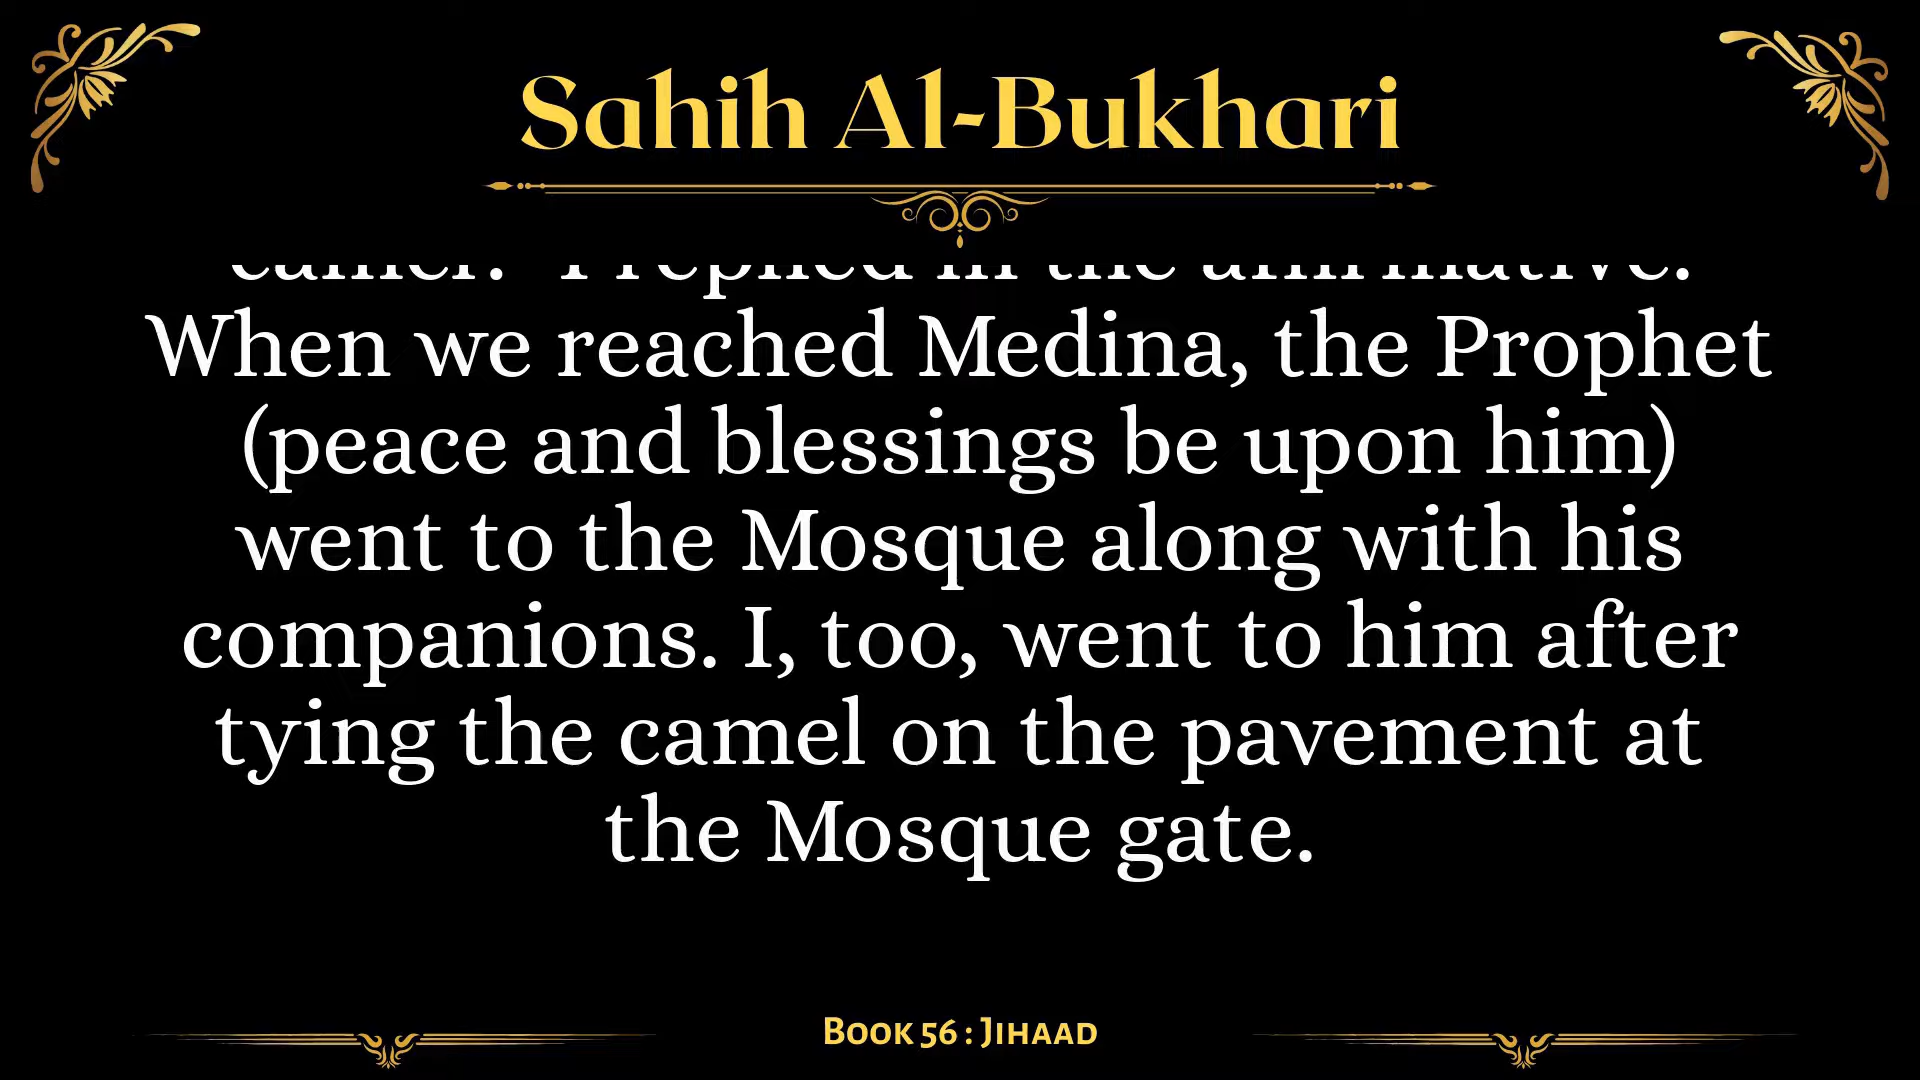 Sahih Al-Bukhari
camel?" I replied in the affirmative.
When we reached Medina, the Prophet
(peace and blessings be upon him)
went to the Mosque along with his
companions. I, too, went to him after
tying the camel on the pavement at
the Mosque gate.
Book 56 : Jihaad